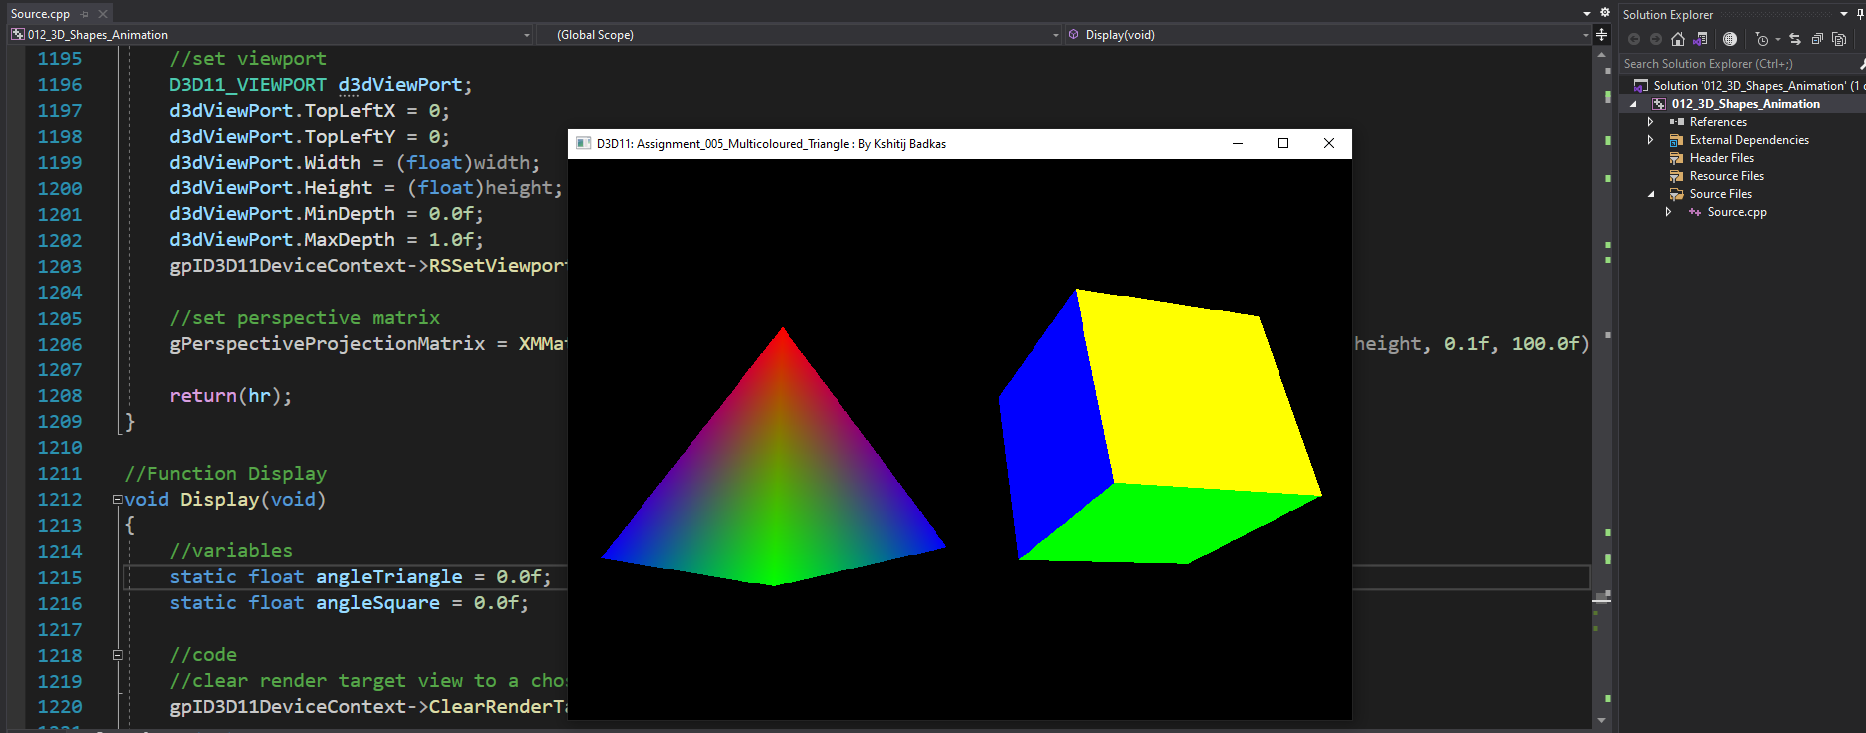 Source.cpp
012_3D_Shapes_Animation
(Global Scope)
Display(void)
1195 //set viewport
1196 D3D11_VIEWPORT d3dViewPort;
1197 d3dViewPort.TopLeftX = 0;
1198 d3dViewPort.TopLeftY = 0;
1199 d3dViewPort.Width = (float)width;
1200 d3dViewPort.Height = (float)height;
1201 d3dViewPort.MinDepth = 0.0f;
1202 d3dViewPort.MaxDepth = 1.0f;
1203 gpID3D11DeviceContext->RSSetViewport
1204
1205 //set perspective matrix
1206 gPerspectiveProjectionMatrix = XMMat height, 0.1f, 100.0f)
1207
1208 return(hr);
1209 }
1210
1211 //Function Display
1212 void Display(void)
1213 {
1214 //variables
1215 static float angleTriangle = 0.0f;
1216 static float angleSquare = 0.0f;
1217
1218 //code
1219 //clear render target view to a chos
1220 gpID3D11DeviceContext->ClearRenderTa
D3D11: Assignment_005_Multicoloured_Triangle : By Kshitij Badkas
Solution Explorer
Search Solution Explorer (Ctrl+;)
Solution '012_3D_Shapes_Animation' (1
012_3D_Shapes_Animation
References
External Dependencies
Header Files
Resource Files
Source Files
Source.cpp